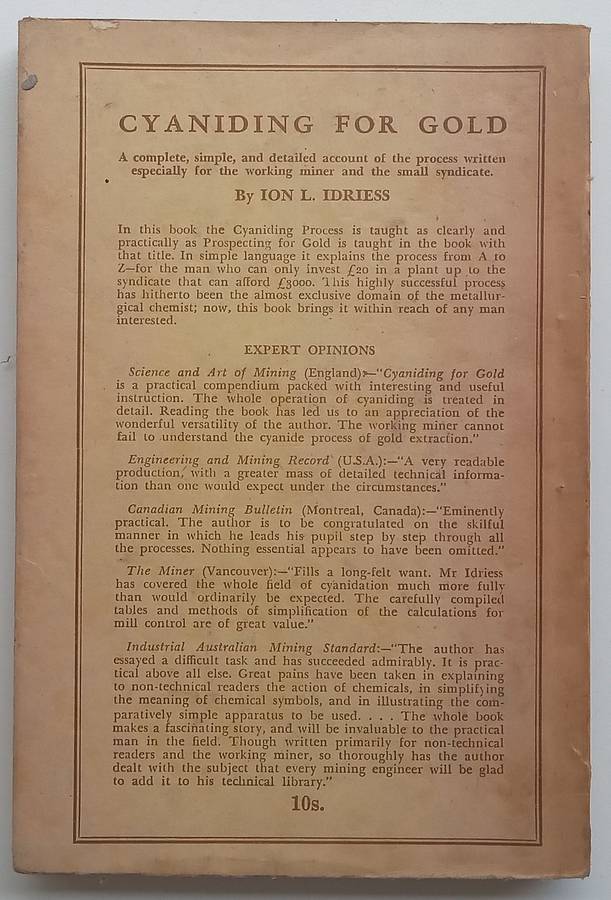 CYANIDING FOR GOLD
A complete, simple, and detailed account of the process written
especially for the working miner and the small syndicate.
By ION L. IDRIESS
In this book the Cyaniding Process is taught as clearly and
practically as Prospecting for Gold is taught in the book with
that title. In simple language it explains the process from A to
Z—for the man who can only invest £20 in a plant up to the
syndicate that can afford £3000. This highly successful process
has hitherto been the almost exclusive domain of the metallur-
gical chemist; now, this book brings it within reach of any man
interested.
EXPERT OPINIONS
Science and Art of Mining (England):—"Cyaniding for Gold
is a practical compendium packed with interesting and useful
instruction. The whole operation of cyaniding is treated in
detail. Reading the book has led us to an appreciation of the
wonderful versatility of the author. The working miner cannot
fail to understand the cyanide process of gold extraction."
Engineering and Mining Record (U.S.A.):—"A very readable
production, with a greater mass of detailed technical informa-
tion than one would expect under the circumstances."
Canadian Mining Bulletin (Montreal, Canada):—"Eminently
practical. The author is to be congratulated on the skilful
manner in which he leads his pupil step by step through all
the processes. Nothing essential appears to have been omitted."
The Miner (Vancouver):—"Fills a long-felt want. Mr Idriess
has covered the whole field of cyanidation much more fully
than would ordinarily be expected. The carefully compiled
tables and methods of simplification of the calculations for
mill control are of great value."
Industrial Australian Mining Standard:—"The author has
essayed a difficult task and has succeeded admirably. It is prac-
tical above all else. Great pains have been taken in explaining
to non-technical readers the action of chemicals, in simplifying
the meaning of chemical symbols, and in illustrating the com-
paratively simple apparatus to be used. . . . The whole book
makes a fascinating story, and will be invaluable to the practical
man in the field. Though written primarily for non-technical
readers and the working miner, so thoroughly has the author
dealt with the subject that every mining engineer will be glad
to add it to his technical library."
10s.